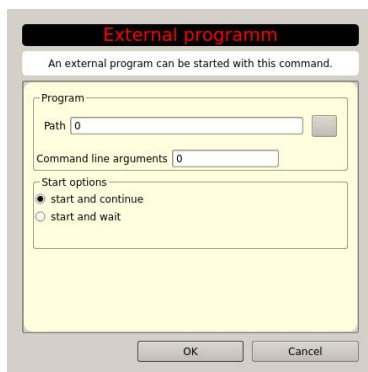 External programm
An external program can be started with this command.
Program
Path 0
Command line arguments 0
Start options
start and continue
start and wait
OK Cancel